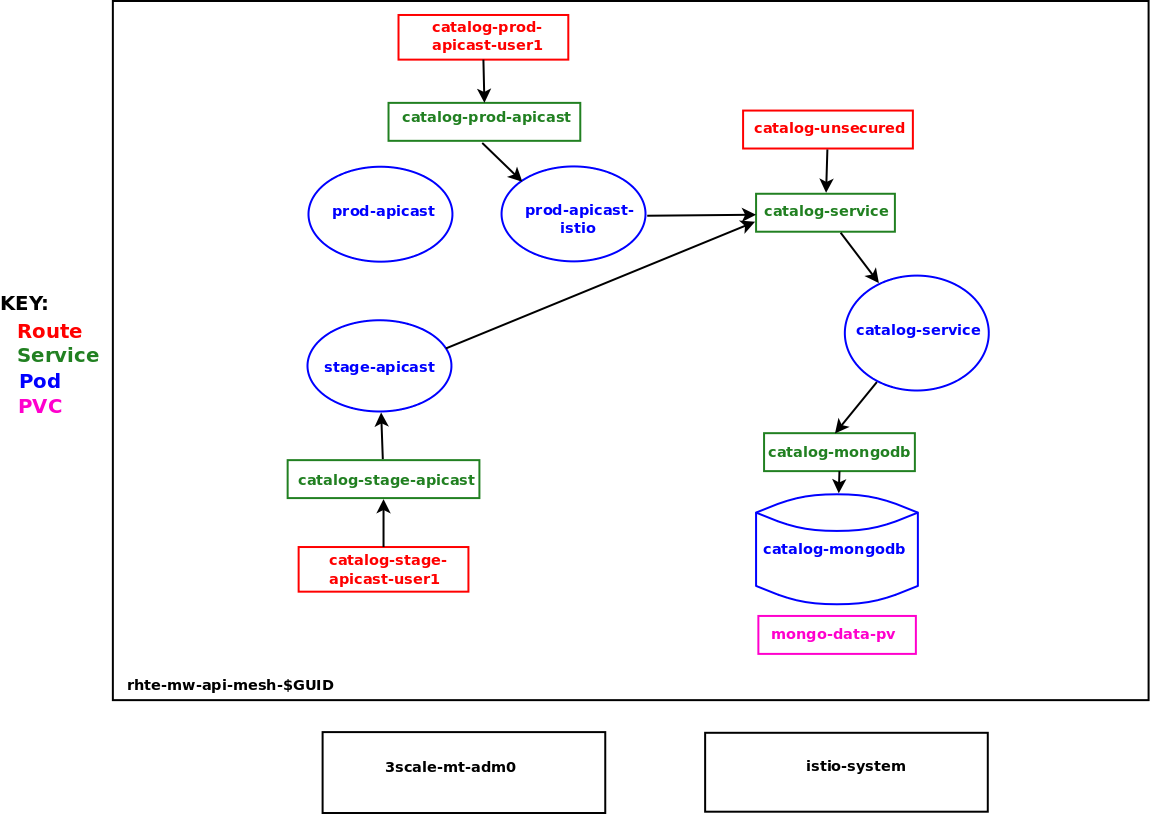 catalog-prod-
apicast-user1
catalog-prod-apicast
catalog-unsecured
prod-apicast
prod-apicast-
istio
catalog-service
KEY:
Route
Service
Pod
PVC
stage-apicast
catalog-service
catalog-stage-apicast
catalog-mongodb
catalog-stage-
apicast-user1
catalog-mongodb
mongo-data-pv
rhte-mw-api-mesh-$GUID
3scale-mt-adm0
istio-system